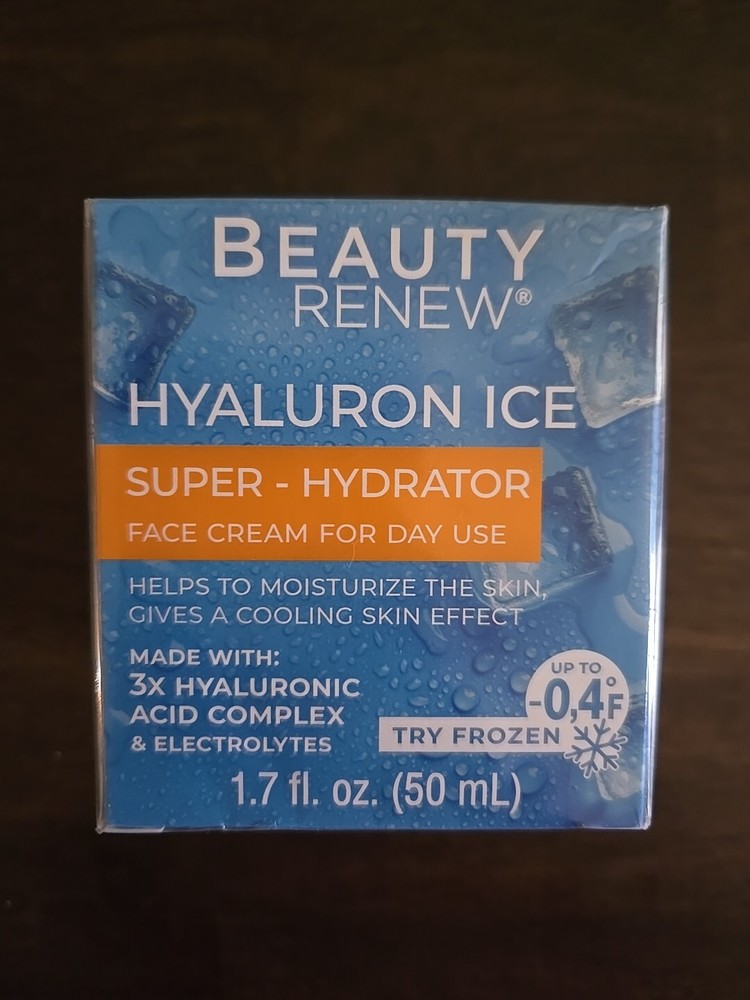 BEAUTY
RENEW®
HYALURON ICE
SUPER - HYDRATOR
FACE CREAM FOR DAY USE
HELPS TO MOISTURIZE THE SKIN,
GIVES A COOLING SKIN EFFECT
MADE WITH:
3X HYALURONIC
ACID COMPLEX
& ELECTROLYTES
UP TO
-0,4°F
TRY FROZEN
1.7 fl. oz. (50 mL)